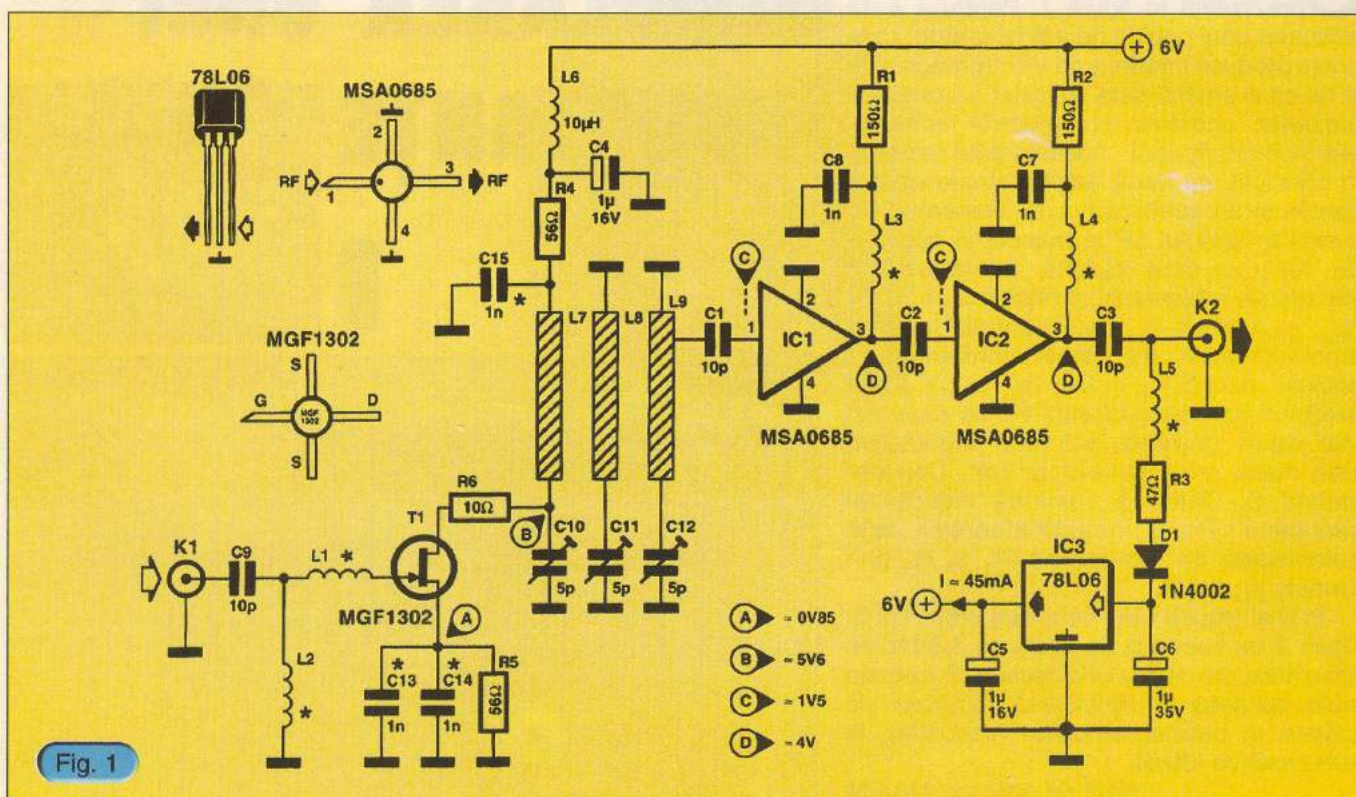 78L06
MSA0685
2
RF
1
3
RF
4
MGF1302
S
G
MGF
1302
D
S
L6
10µH
C4
1µ
16V
R4
56Ω
C15
*
1n
L7
L8
L9
R1
150Ω
R2
150Ω
+ 6V
C8
1n
C7
1n
L3
*
L4
*
C
C
C1
10p
1
2
IC1
3
4
MSA0685
D
C2
10p
1
2
IC2
3
4
MSA0685
D
C3
10p
K2
L5
*
R3
47Ω
D1
1N4002
R6
10Ω
B
T1
C10
5p
C11
5p
C12
5p
K1
C9
10p
L1 *
L2
*
MGF1302
A
*
C13
1n
*
C14
1n
R5
56Ω
A ≈ 0V85
B ≈ 5V6
C ≈ 1V5
D ≈ 4V
IC3
78L06
I ≈ 45mA
6V +
C5
1µ
16V
C6
1µ
35V
Fig. 1